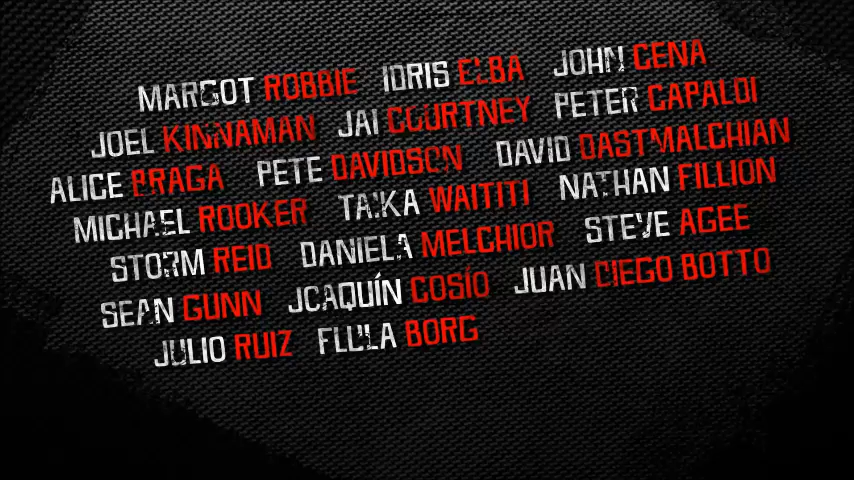 MARGOT ROBBIE IDRIS ELBA JOHN CENA
JOEL KINNAMAN JAI COURTNEY PETER CAPALDI
ALICE BRAGA PETE DAVIDSON DAVID DASTMALCHIAN
MICHAEL ROOKER TAIKA WAITITI NATHAN FILLION
STORM REID DANIELA MELCHIOR STEVE AGEE
SEAN GUNN JOAQUÍN COSÍO JUAN DIEGO BOTTO
JULIO RUIZ FLULA BORG